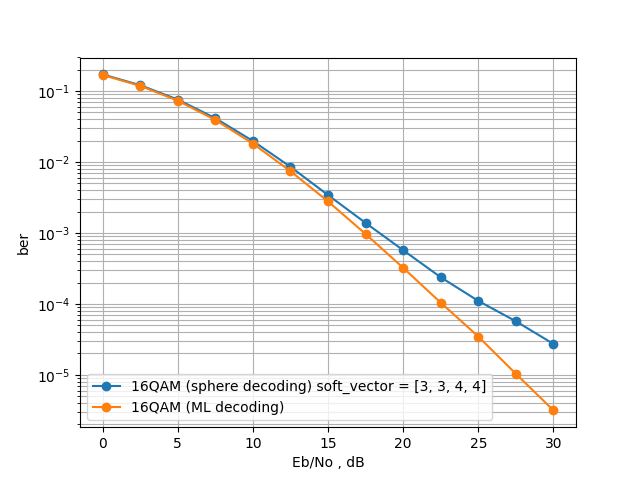 ber
10⁻¹
10⁻²
10⁻³
10⁻⁴
10⁻⁵
16QAM (sphere decoding) soft_vector = [3, 3, 4, 4]
16QAM (ML decoding)
0 5 10 15 20 25 30
Eb/No , dB